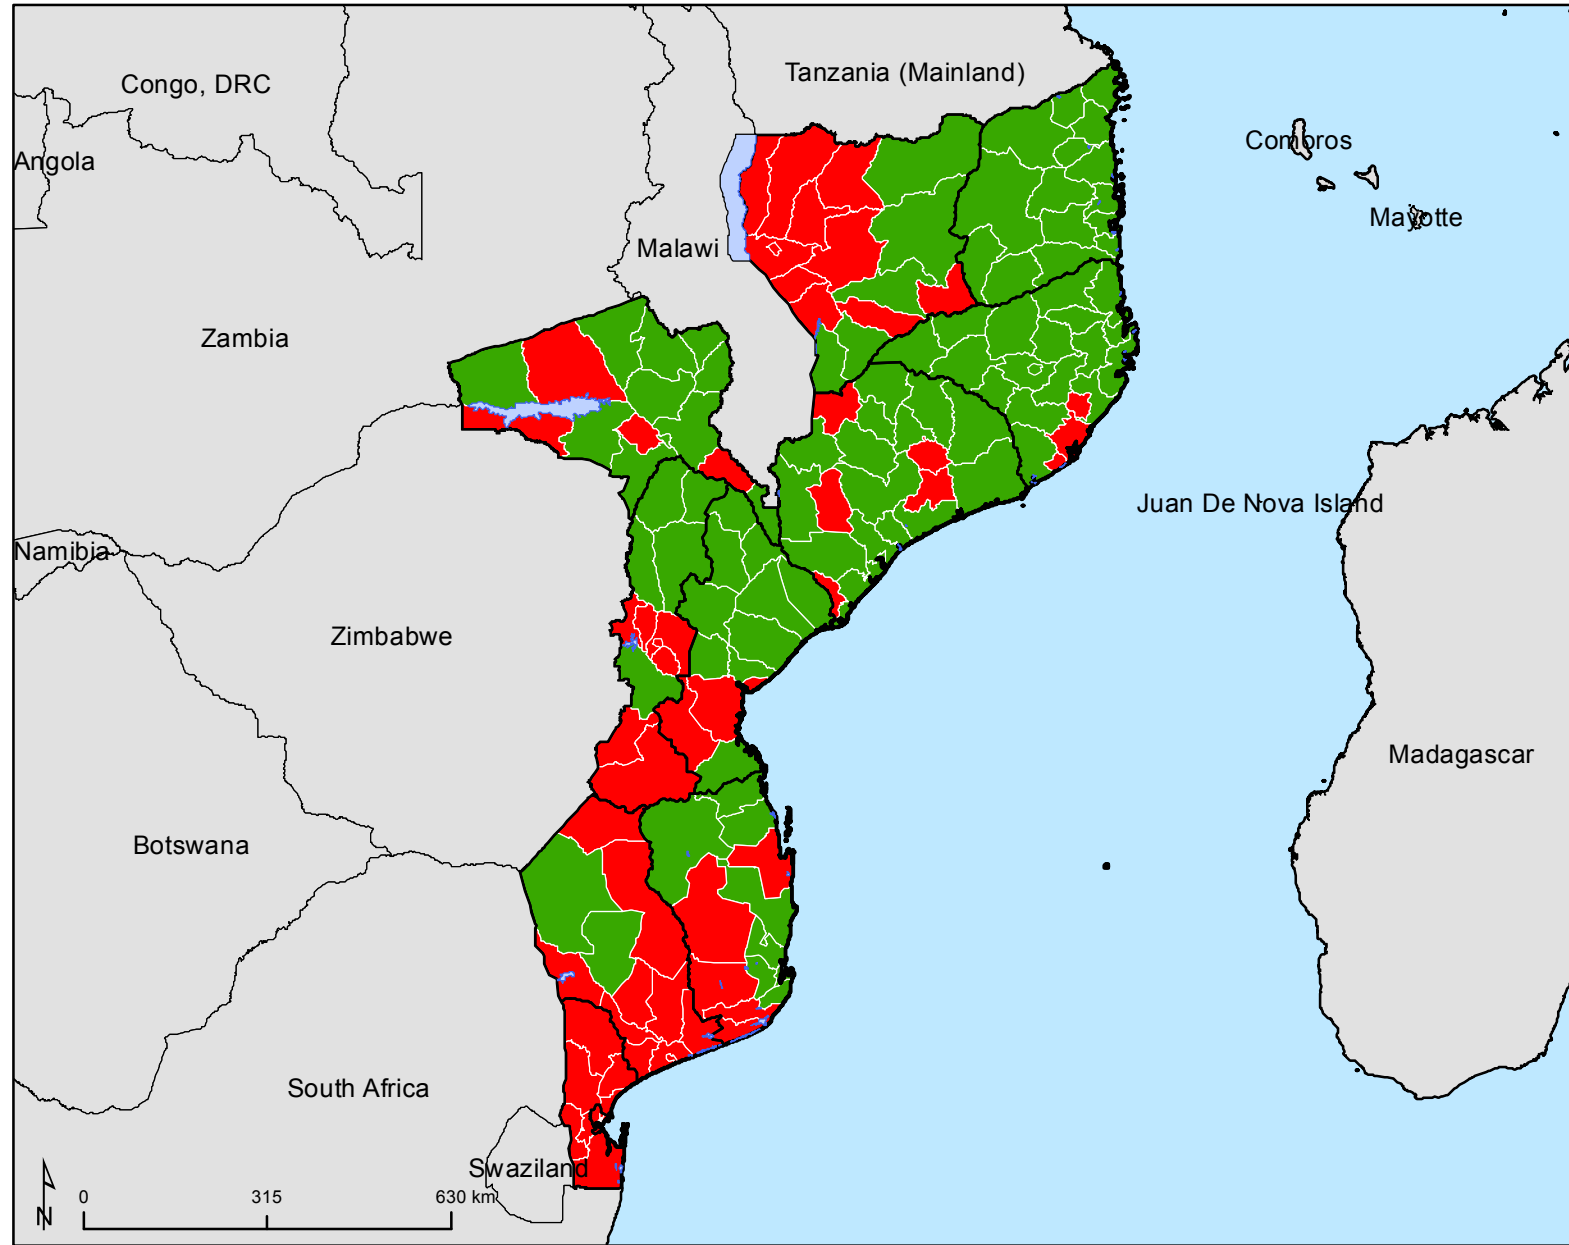 Tanzania (Mainland)
Congo, DRC
Comoros
Angola
Mayotte
Malawi
Zambia
Juan De Nova Island
Namibia
Zimbabwe
Madagascar
Botswana
South Africa
Swaziland
N
0 315 630 km